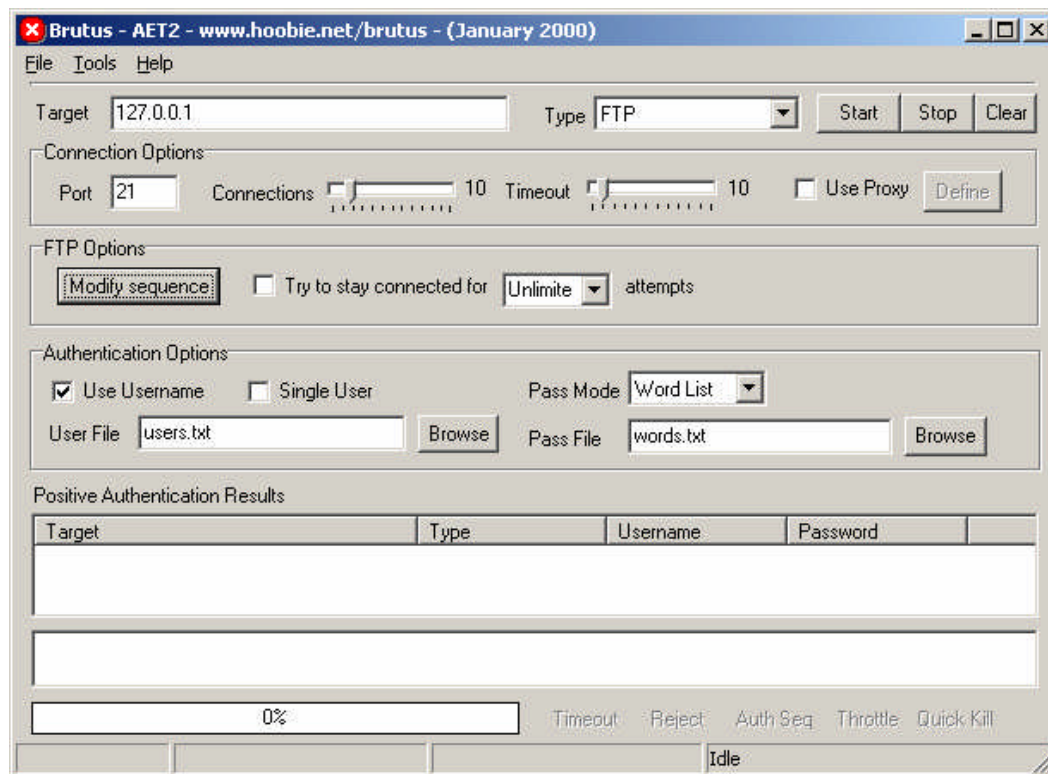 Brutus - AET2 - www.hoobie.net/brutus - (January 2000)
File Tools Help
Target 127.0.0.1 Type FTP Start Stop Clear
Connection Options
Port 21 Connections 10 Timeout 10 Use Proxy Define
FTP Options
Modify sequence Try to stay connected for Unlimite attempts
Authentication Options
Use Username Single User Pass Mode Word List
User File users.txt Browse Pass File words.txt Browse
Positive Authentication Results
Target Type Username Password
0% Timeout Reject Auth Seq Throttle Quick Kill
Idle